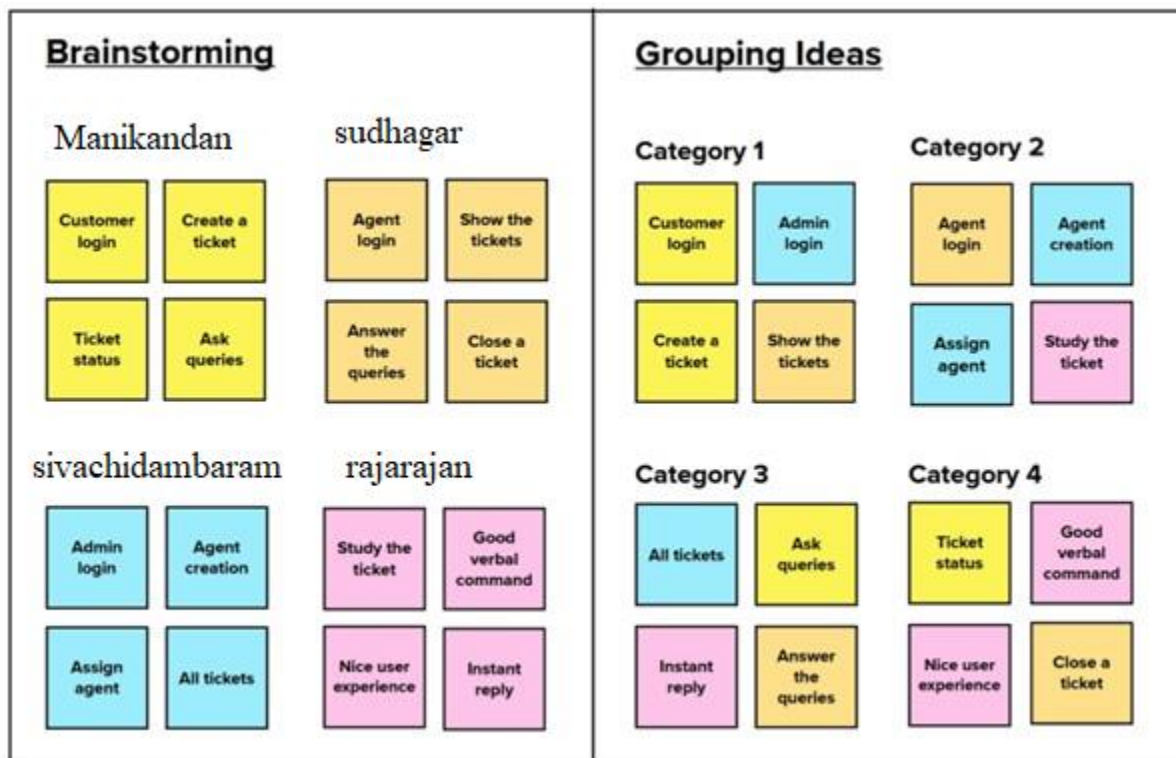 Brainstorming
Manikandan
Customer
login
Create a
ticket
Ticket
status
Ask
queries
sudhagar
Agent
login
Show the
tickets
Answer
the
queries
Close a
ticket
sivachidambaram
Admin
login
Agent
creation
Assign
agent
All tickets
rajarajan
Study the
ticket
Good
verbal
command
Nice user
experience
Instant
reply
Grouping Ideas
Category 1
Customer
login
Admin
login
Create a
ticket
Show the
tickets
Category 2
Agent
login
Agent
creation
Assign
agent
Study the
ticket
Category 3
All tickets
Ask
queries
Instant
reply
Answer
the
queries
Category 4
Ticket
status
Good
verbal
command
Nice user
experience
Close a
ticket